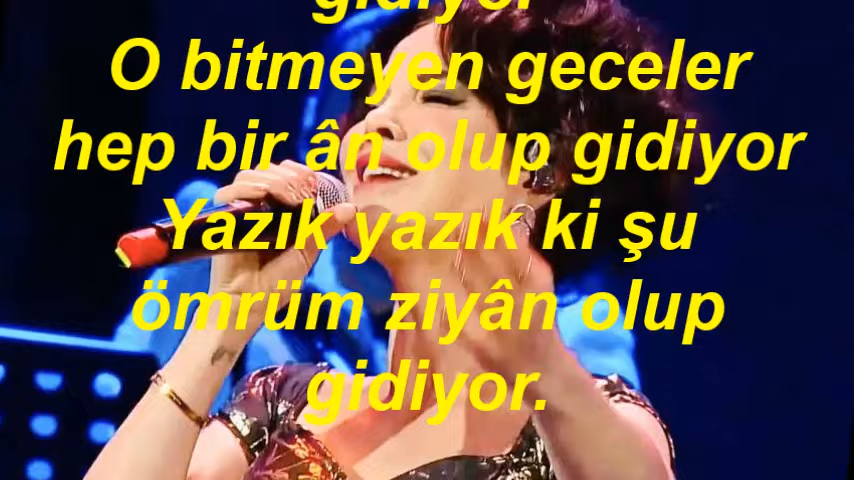 gidiyor
O bitmeyen geceler
hep bir ân olup gidiyor
Yazık yazık ki şu
ömrüm ziyân olup
gidiyor.